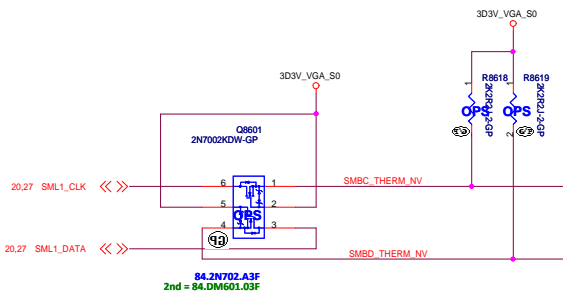 3D3V_VGA_S0
3D3V_VGA_S0
R8618
R8619
2K2R2J-2-GP
2K2R2J-2-GP
1
1
OPS
OPS
2
Q8601
2N7002KDW-GP
20,27 SML1_CLK
6
1
SMBC_THERM_NV
5
2
OPS
4
3
20,27 SML1_DATA
SMBD_THERM_NV
84.2N702.A3F
2nd = 84.DM601.03F